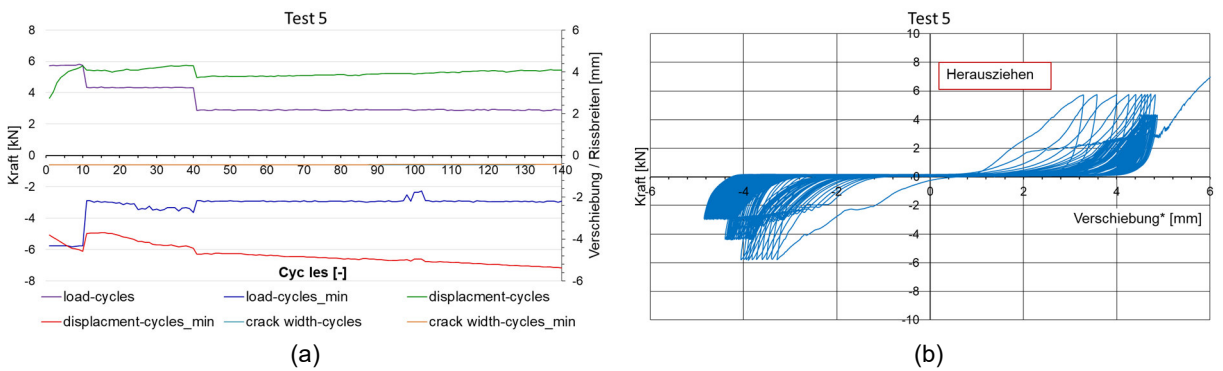 Test 5
8
6
4
2
0
-2
-4
-6
-8
Kraft [kN]
0 10 20 30 40 50 60 70 80 90 100 110 120 130 140
6
4
2
0
-2
-4
-6
Verschiebung / Rissbreiten [mm]
Cyc les [-]
load-cycles load-cycles_min displacment-cycles
displacment-cycles_min crack width-cycles crack width-cycles_min
(a)
Test 5
10
8
6
4
2
0
-2
-4
-6
-8
-10
Kraft [kN]
Herausziehen
-6 -4 -2 0 2 4 6
Verschiebung* [mm]
(b)